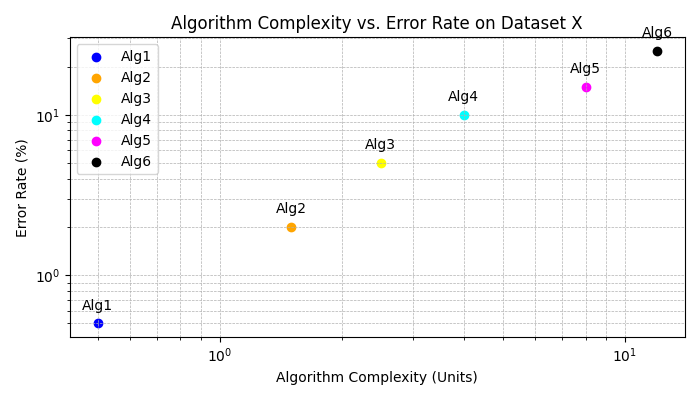 Algorithm Complexity vs. Error Rate on Dataset X
Alg6
Alg1
Alg2
Alg3
Alg4
Alg5
Alg6
Alg5
Alg4
Alg3
Alg2
Alg1
10¹
10⁰
Error Rate (%)
10⁰
10¹
Algorithm Complexity (Units)